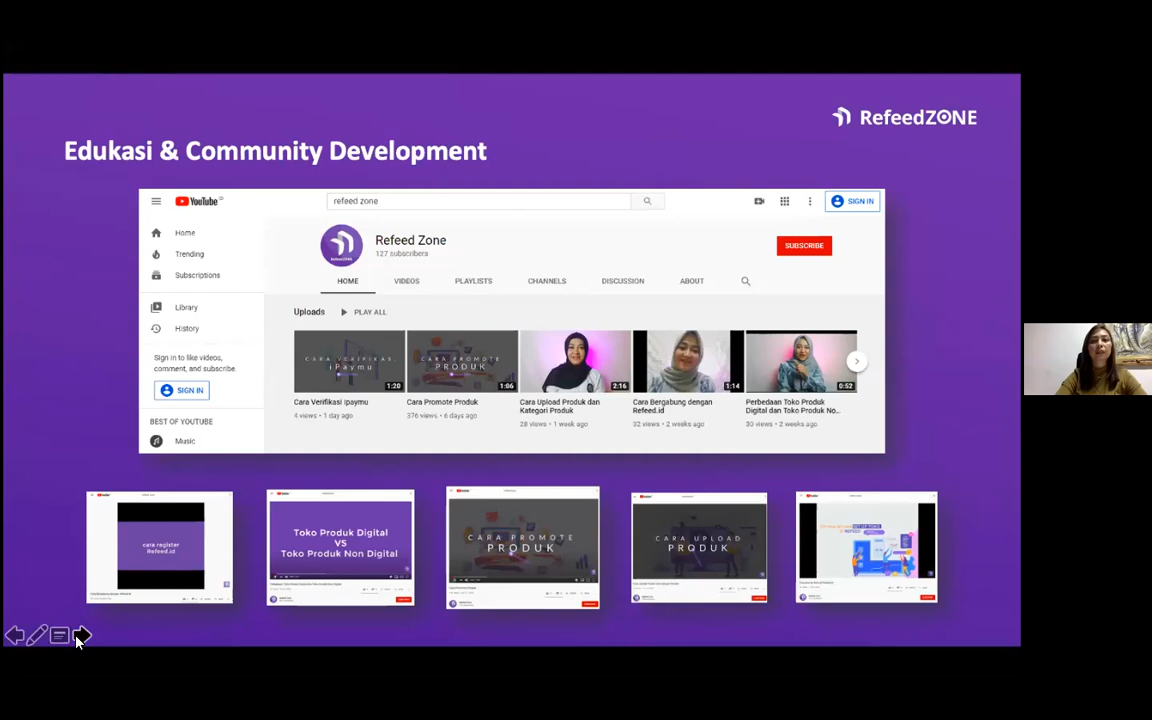 RefeedZONE
Edukasi & Community Development
YouTube
refeed zone
SIGN IN
Home
Trending
Subscriptions
Library
History
Sign in to like videos,
comment, and subscribe.
SIGN IN
BEST OF YOUTUBE
Music
Refeed Zone
127 subscribers
SUBSCRIBE
HOME VIDEOS PLAYLISTS CHANNELS DISCUSSION ABOUT
Uploads PLAY ALL
CARA VERIFIKASI
iPaymu
1:20
CARA PROMOTE
PRODUK
1:06
2:16
1:14
0:52
Cara Verifikasi Ipaymu
4 views • 1 day ago
Cara Promote Produk
376 views • 6 days ago
Cara Upload Produk dan
Kategori Produk
28 views • 1 week ago
Cara Bergabung dengan
Refeed.id
32 views • 2 weeks ago
Perbedaan Toko Produk
Digital dan Toko Produk No...
30 views • 2 weeks ago
cara register
Refeed.id
Toko Produk Digital
VS
Toko Produk Non Digital
CARA PROMOTE
PRODUK
CARA UPLOAD
PRODUK